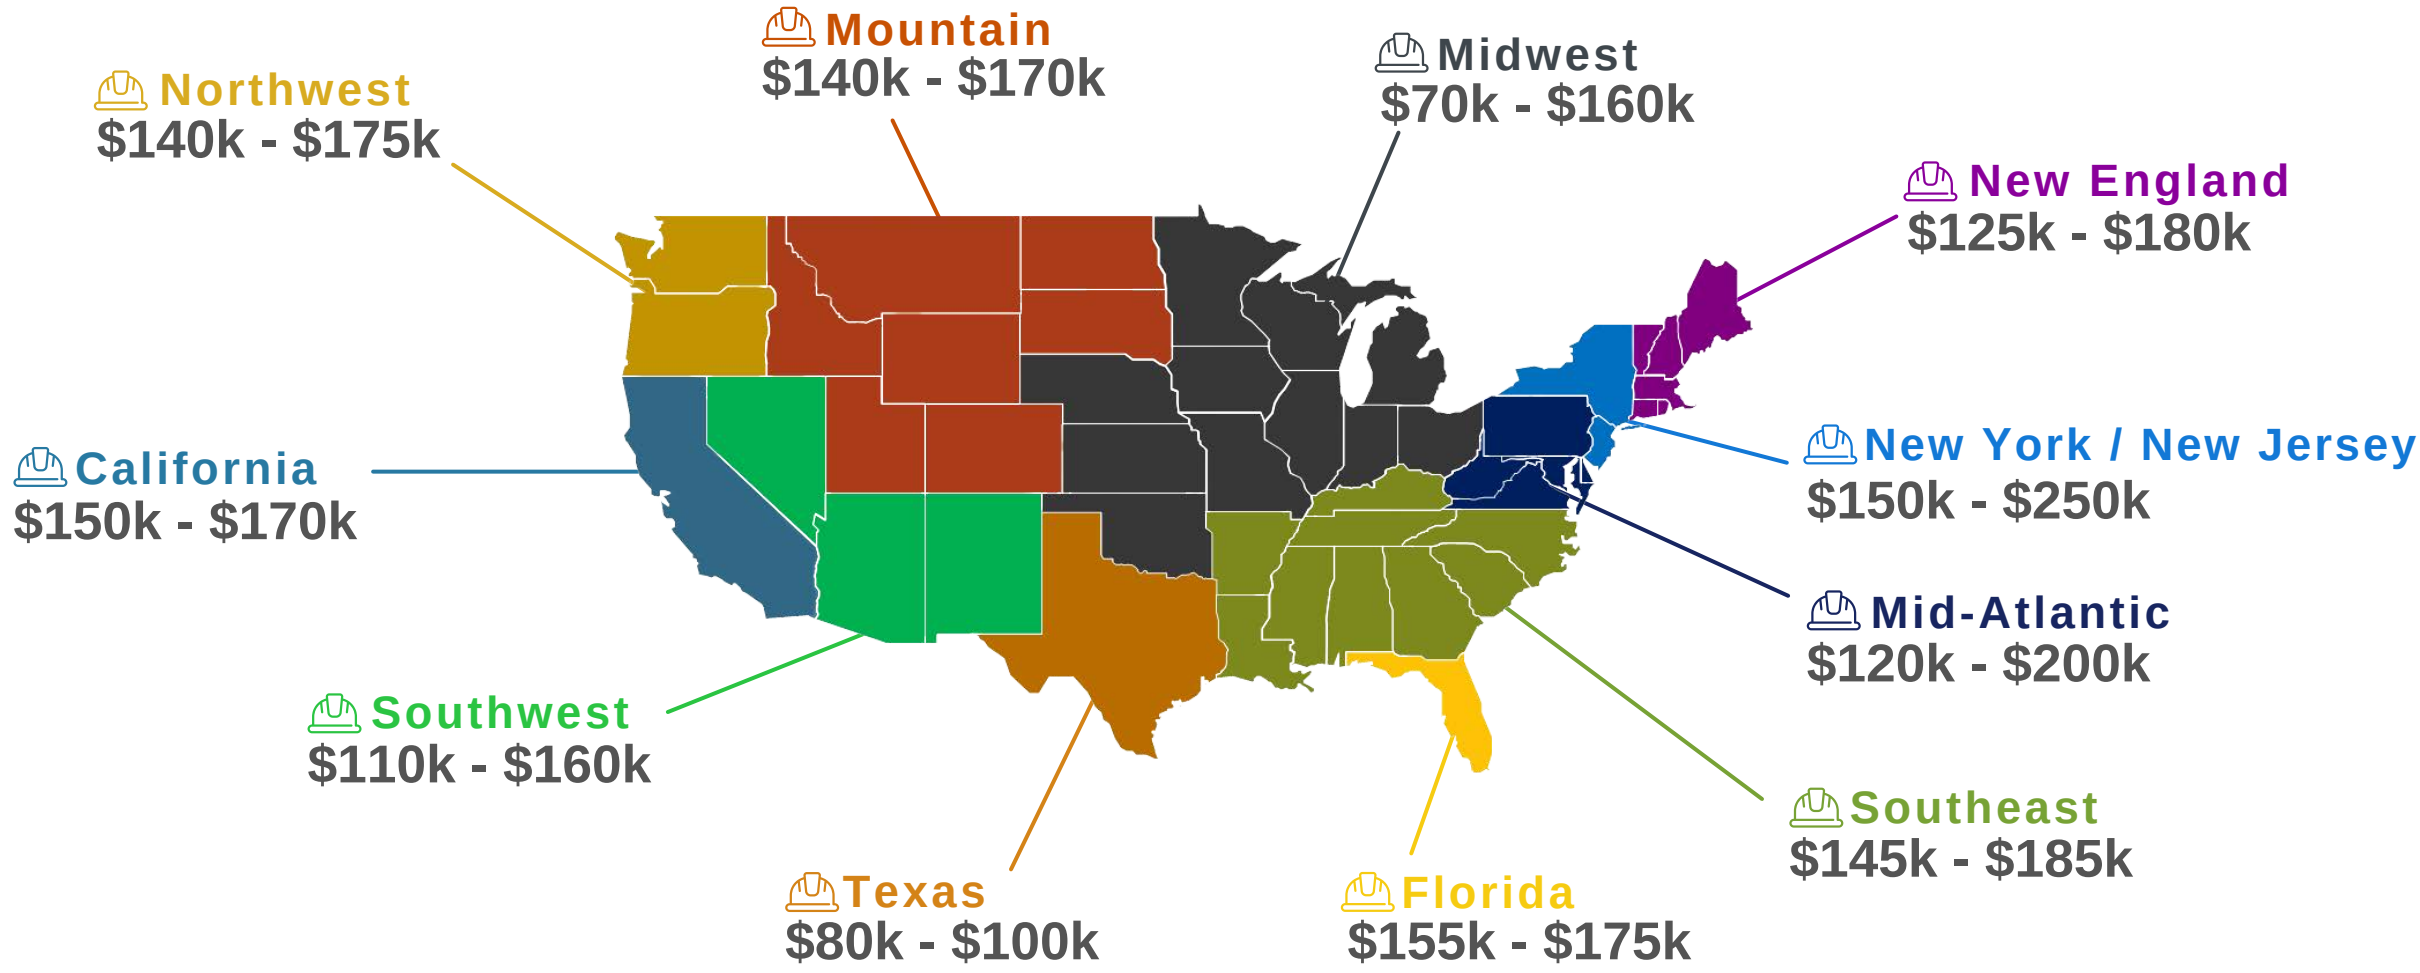 Mountain
$140k - $170k
Midwest
$70k - $160k
Northwest
$140k - $175k
New England
$125k - $180k
California
$150k - $170k
New York / New Jersey
$150k - $250k
Mid-Atlantic
$120k - $200k
Southwest
$110k - $160k
Southeast
$145k - $185k
Texas
$80k - $100k
Florida
$155k - $175k